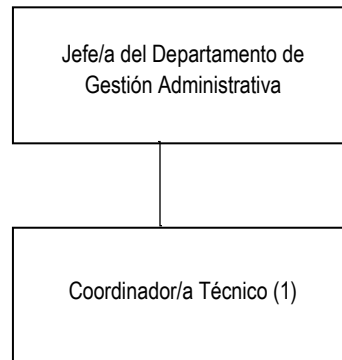 Jefe/a del Departamento de
Gestión Administrativa
Coordinador/a Técnico (1)